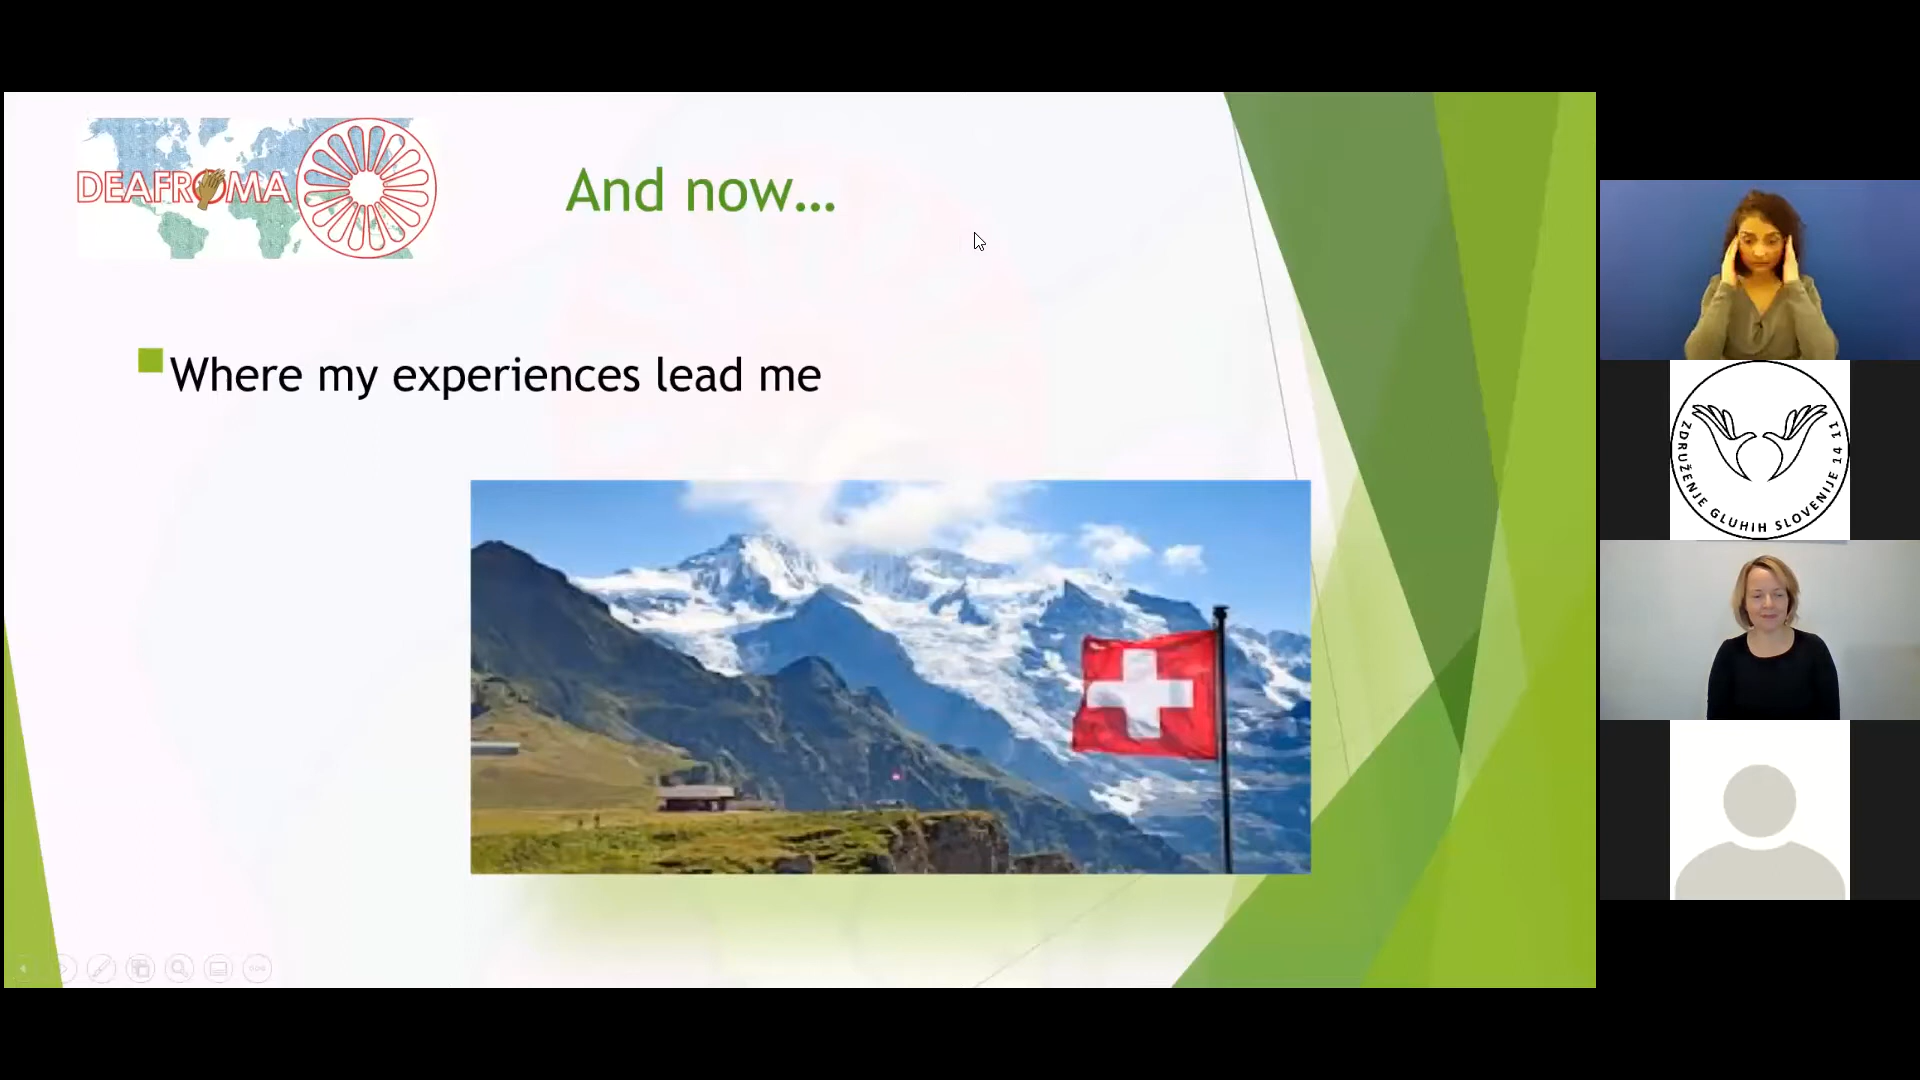 DEAFROMA
And now...
Where my experiences lead me
ZDRUŽENJE GLUHIH SLOVENIJE 14 11